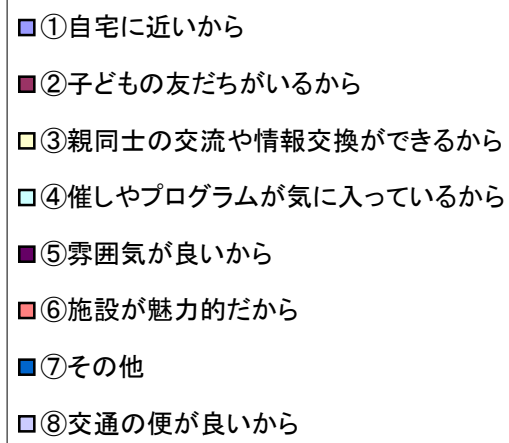 ①自宅に近いから
②子どもの友だちがいるから
③親同士の交流や情報交換ができるから
④催しやプログラムが気に入っているから
⑤雰囲気が良いから
⑥施設が魅力的だから
⑦その他
⑧交通の便が良いから